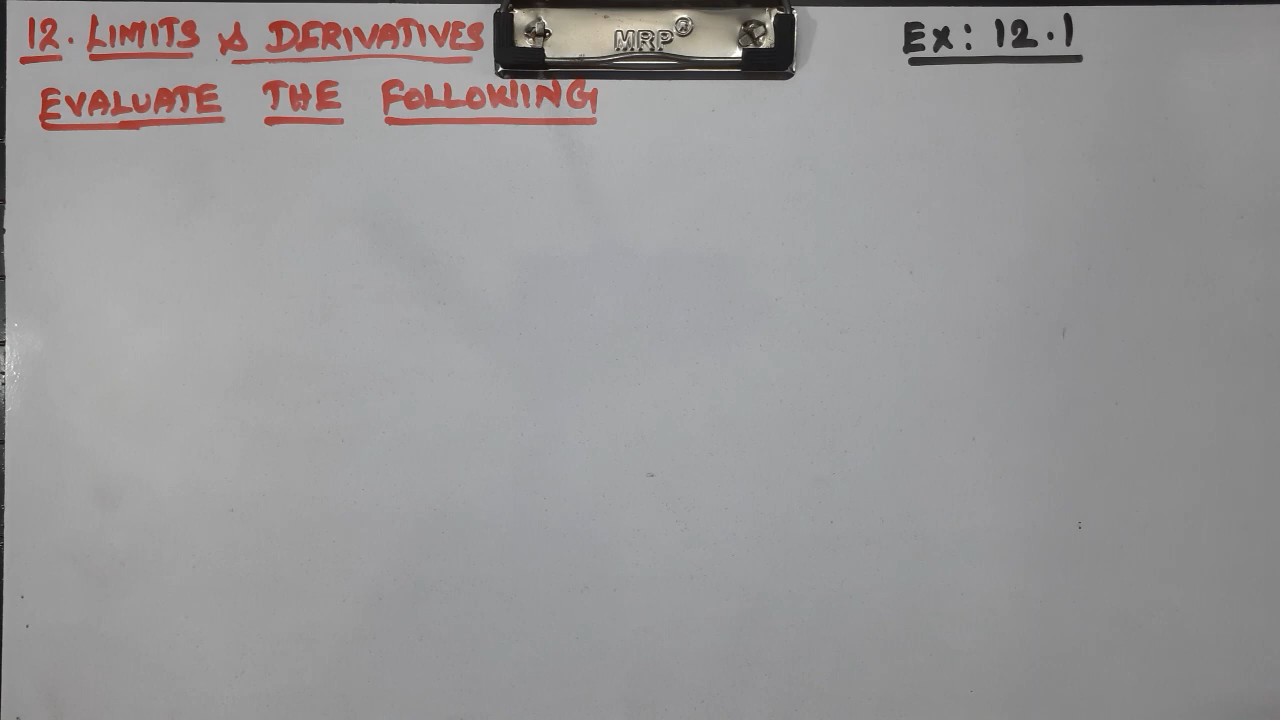 12. LIMITS & DERIVATIVES
MRP®
Ex: 12.1
EVALUATE THE FOLLOWING